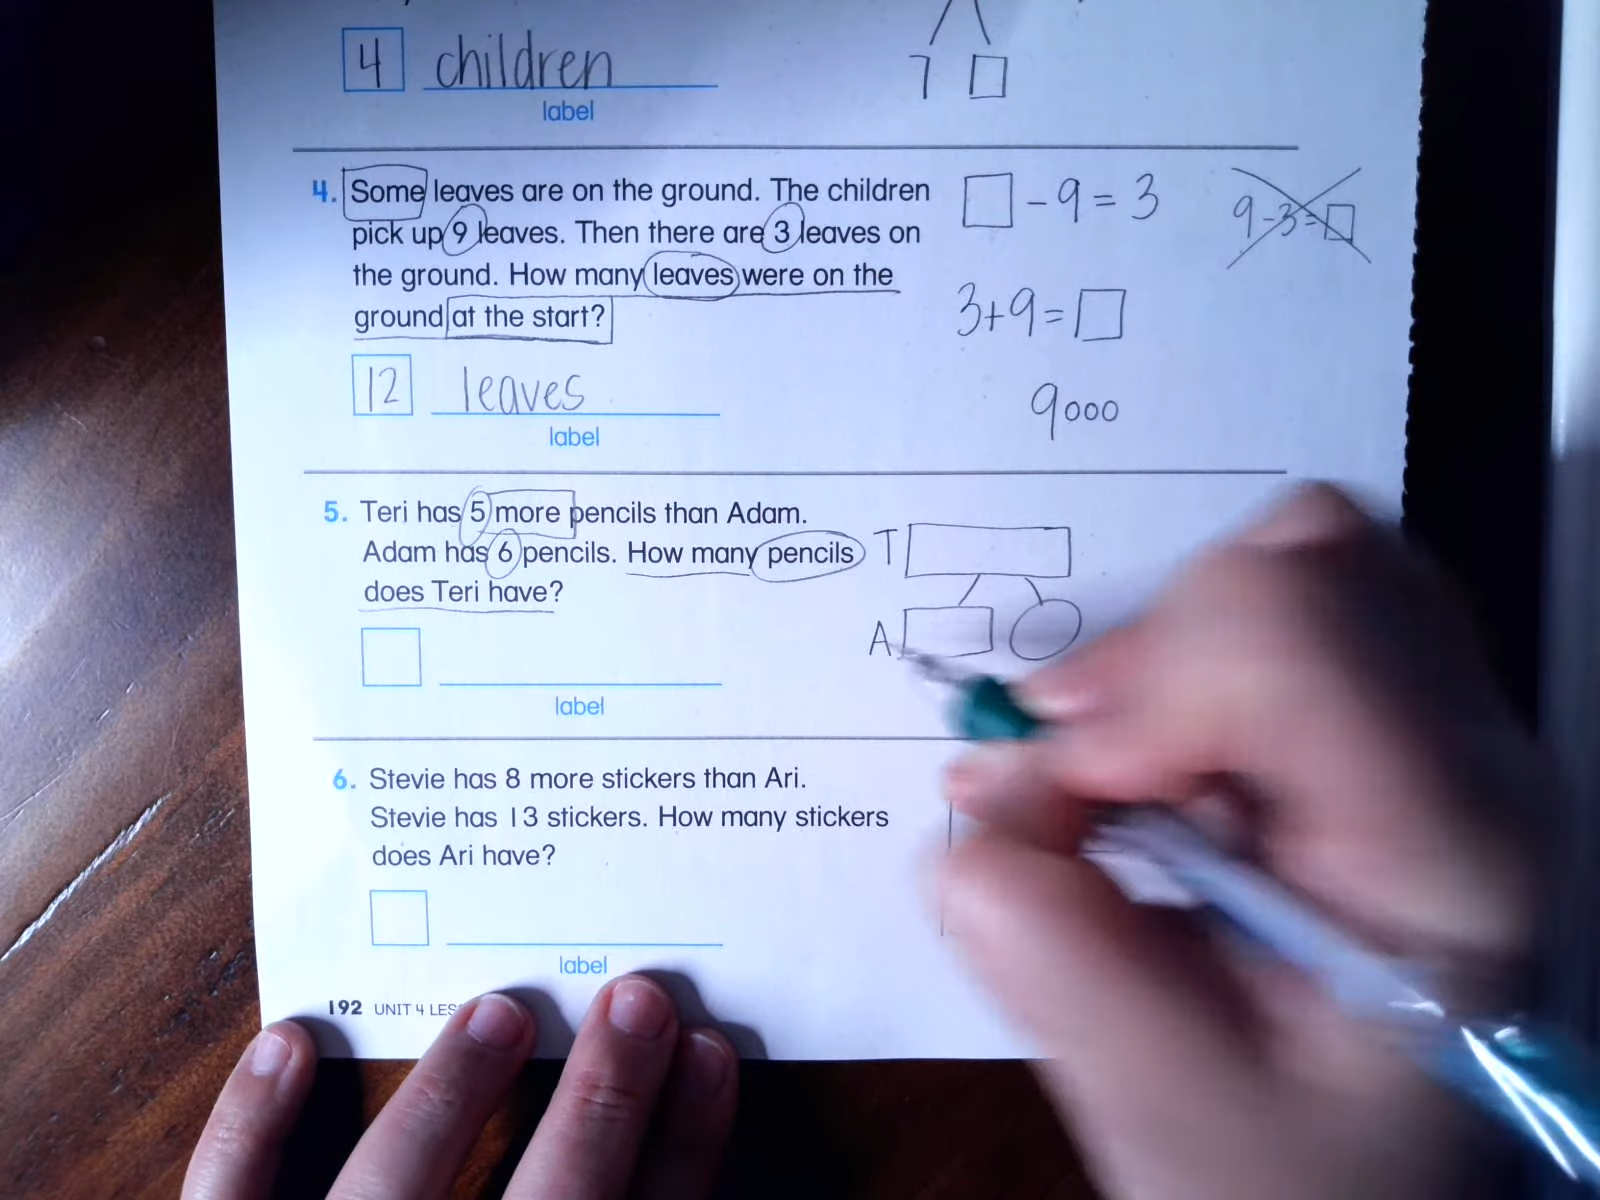 4 children
label
7
4. Some leaves are on the ground. The children
pick up 9 leaves. Then there are 3 leaves on
the ground. How many leaves were on the
ground at the start?
□ - 9 = 3
9 - 3 = □
3 + 9 = □
9ooo
12 leaves
label
5. Teri has 5 more pencils than Adam.
Adam has 6 pencils. How many pencils
does Teri have?
T
A
label
6. Stevie has 8 more stickers than Ari.
Stevie has 13 stickers. How many stickers
does Ari have?
label
192 UNIT 4